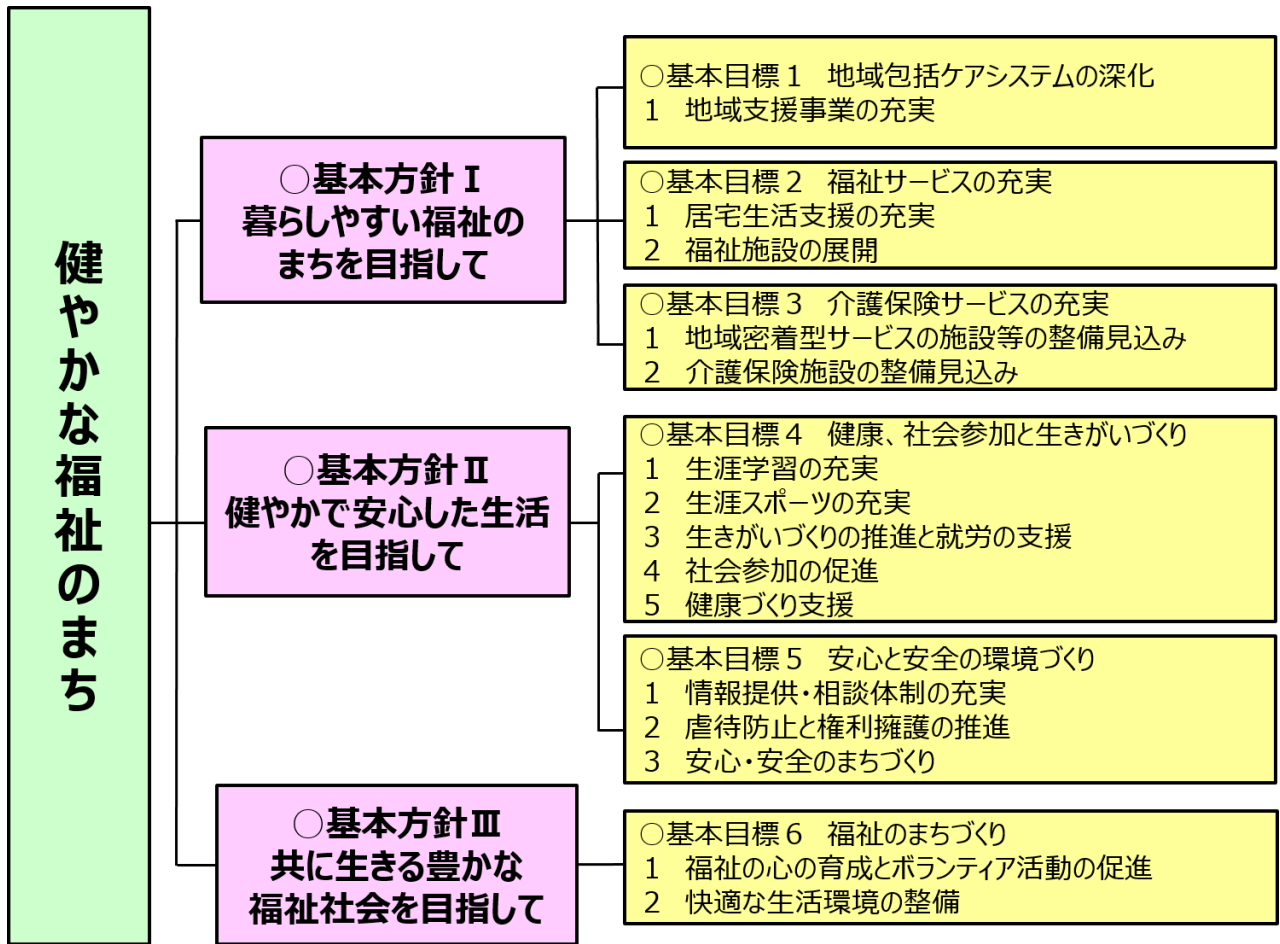 健やかな福祉のまち
○基本方針Ⅰ
暮らしやすい福祉の
まちを目指して
○基本目標１　地域包括ケアシステムの深化
１　地域支援事業の充実
○基本目標２　福祉サービスの充実
１　居宅生活支援の充実
２　福祉施設の展開
○基本目標３　介護保険サービスの充実
１　地域密着型サービスの施設等の整備見込み
２　介護保険施設の整備見込み
○基本方針Ⅱ
健やかで安心した生活
を目指して
○基本目標４　健康、社会参加と生きがいづくり
１　生涯学習の充実
２　生涯スポーツの充実
３　生きがいづくりの推進と就労の支援
４　社会参加の促進
５　健康づくり支援
○基本目標５　安心と安全の環境づくり
１　情報提供・相談体制の充実
２　虐待防止と権利擁護の推進
３　安心・安全のまちづくり
○基本方針Ⅲ
共に生きる豊かな
福祉社会を目指して
○基本目標６　福祉のまちづくり
１　福祉の心の育成とボランティア活動の促進
２　快適な生活環境の整備